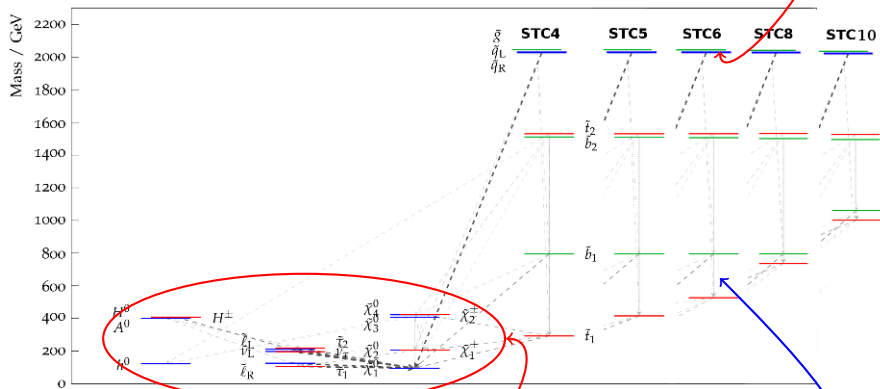 Mass / GeV
2200
2000
1800
1600
1400
1200
1000
800
600
400
200
0
STC4 STC5 STC6 STC8 STC10
g̃
q̃L
q̃R
t̃2
b̃2
b̃1
t̃1
H0
A0
H±
h0
ν̃L
ℓ̃R
τ̃2
τ̃1
χ̃04
χ̃03
χ̃±2
χ̃02
χ̃±1
χ̃01